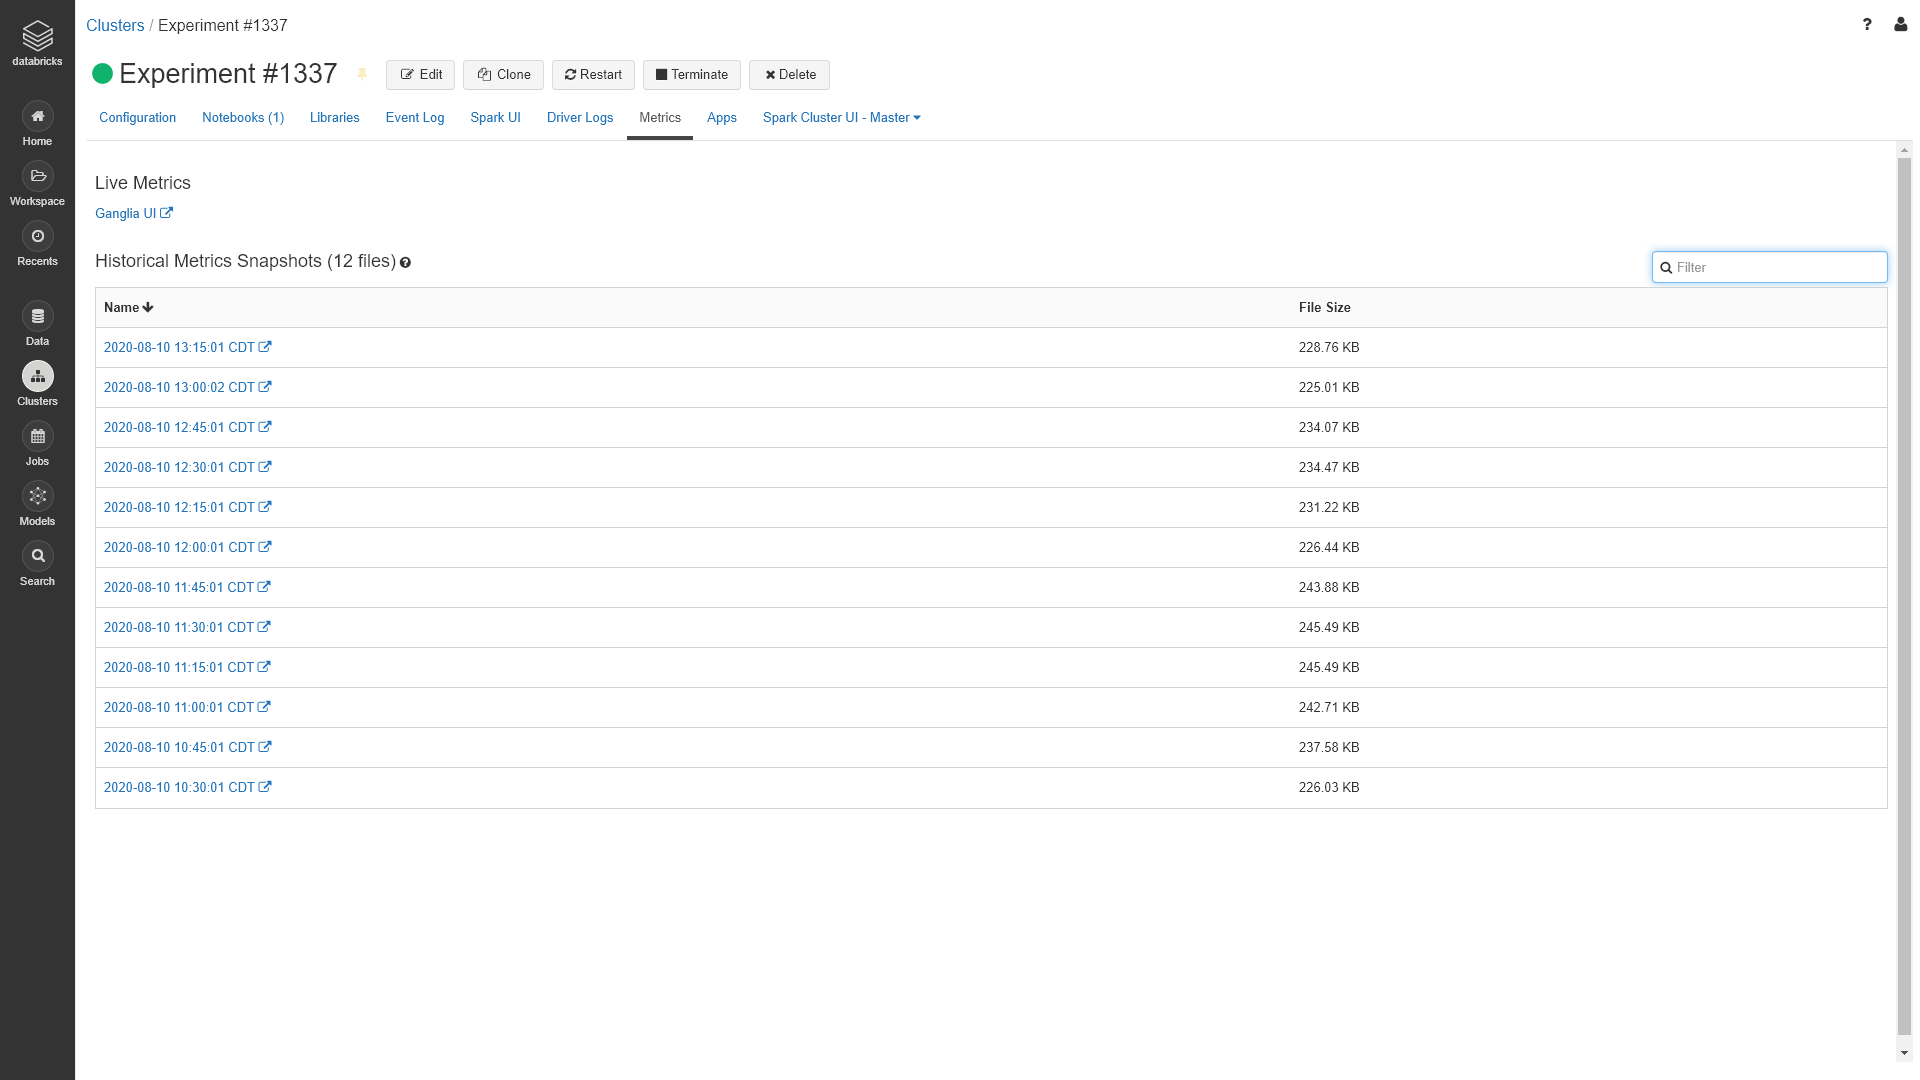 Clusters / Experiment #1337
?
databricks
Experiment #1337
Edit
Clone
Restart
Terminate
Delete
Configuration
Notebooks (1)
Libraries
Event Log
Spark UI
Driver Logs
Metrics
Apps
Spark Cluster UI - Master
Home
Workspace
Recents
Data
Clusters
Jobs
Models
Search
Live Metrics
Ganglia UI
Historical Metrics Snapshots (12 files) ?
Filter
Name File Size
2020-08-10 13:15:01 CDT 228.76 KB
2020-08-10 13:00:02 CDT 225.01 KB
2020-08-10 12:45:01 CDT 234.07 KB
2020-08-10 12:30:01 CDT 234.47 KB
2020-08-10 12:15:01 CDT 231.22 KB
2020-08-10 12:00:01 CDT 226.44 KB
2020-08-10 11:45:01 CDT 243.88 KB
2020-08-10 11:30:01 CDT 245.49 KB
2020-08-10 11:15:01 CDT 245.49 KB
2020-08-10 11:00:01 CDT 242.71 KB
2020-08-10 10:45:01 CDT 237.58 KB
2020-08-10 10:30:01 CDT 226.03 KB